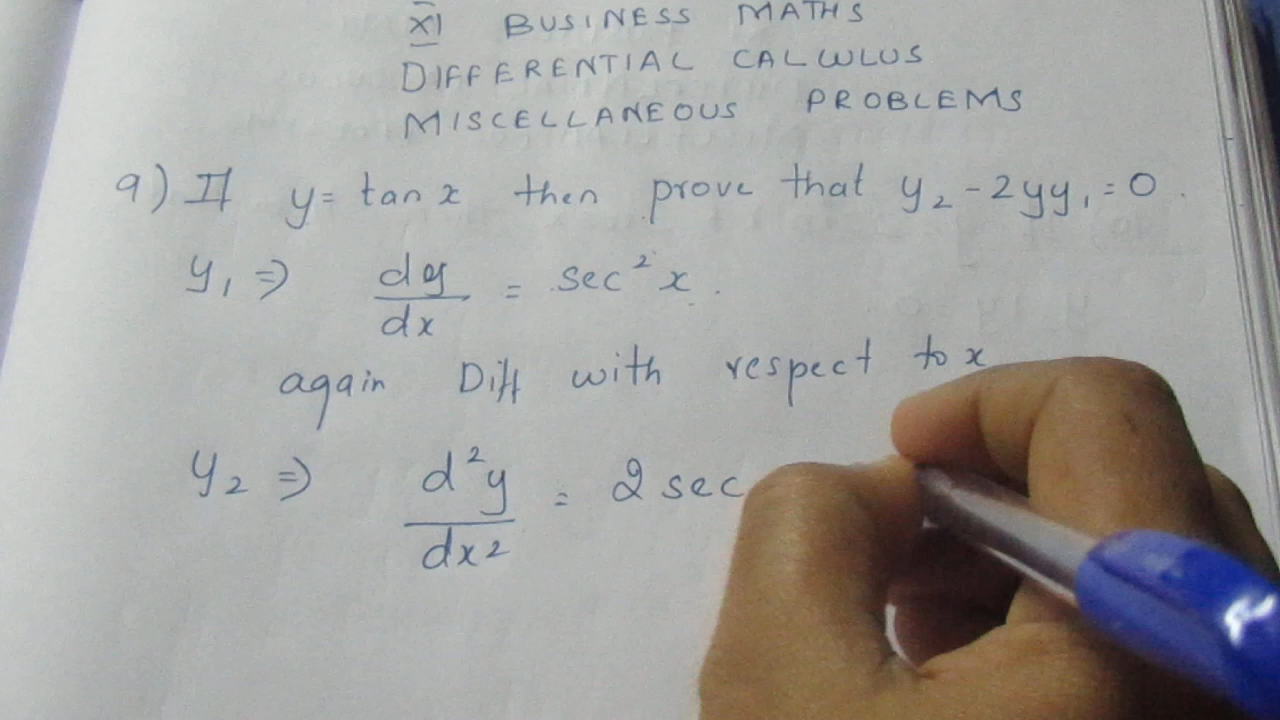 XI BUSINESS MATHS
DIFFERENTIAL CALCULUS
MISCELLANEOUS PROBLEMS
9) If y = tan x then prove that y₂ - 2yy₁ = 0.
y₁ ⇒ dy/dx = sec² x.
again Diff with respect to x
y₂ ⇒ d²y/dx² = 2 sec